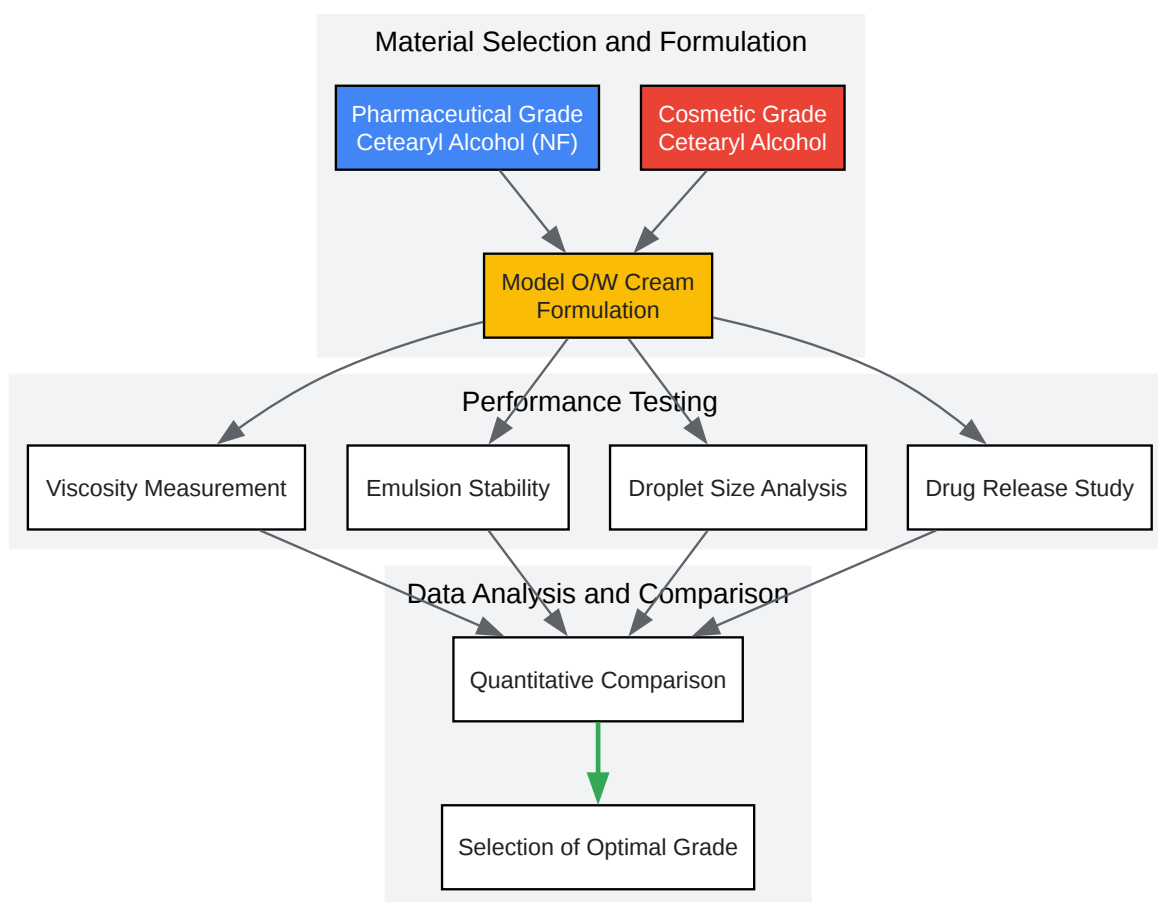 Material Selection and Formulation
Pharmaceutical Grade
Cetearyl Alcohol (NF)
Cosmetic Grade
Cetearyl Alcohol
Model O/W Cream
Formulation
Performance Testing
Viscosity Measurement
Emulsion Stability
Droplet Size Analysis
Drug Release Study
Data Analysis and Comparison
Quantitative Comparison
Selection of Optimal Grade